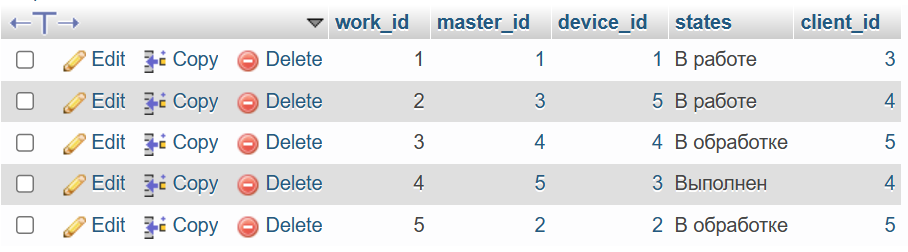 work_id master_id device_id states client_id
Edit Copy Delete 1 1 1 В работе 3
Edit Copy Delete 2 3 5 В работе 4
Edit Copy Delete 3 4 4 В обработке 5
Edit Copy Delete 4 5 3 Выполнен 4
Edit Copy Delete 5 2 2 В обработке 5